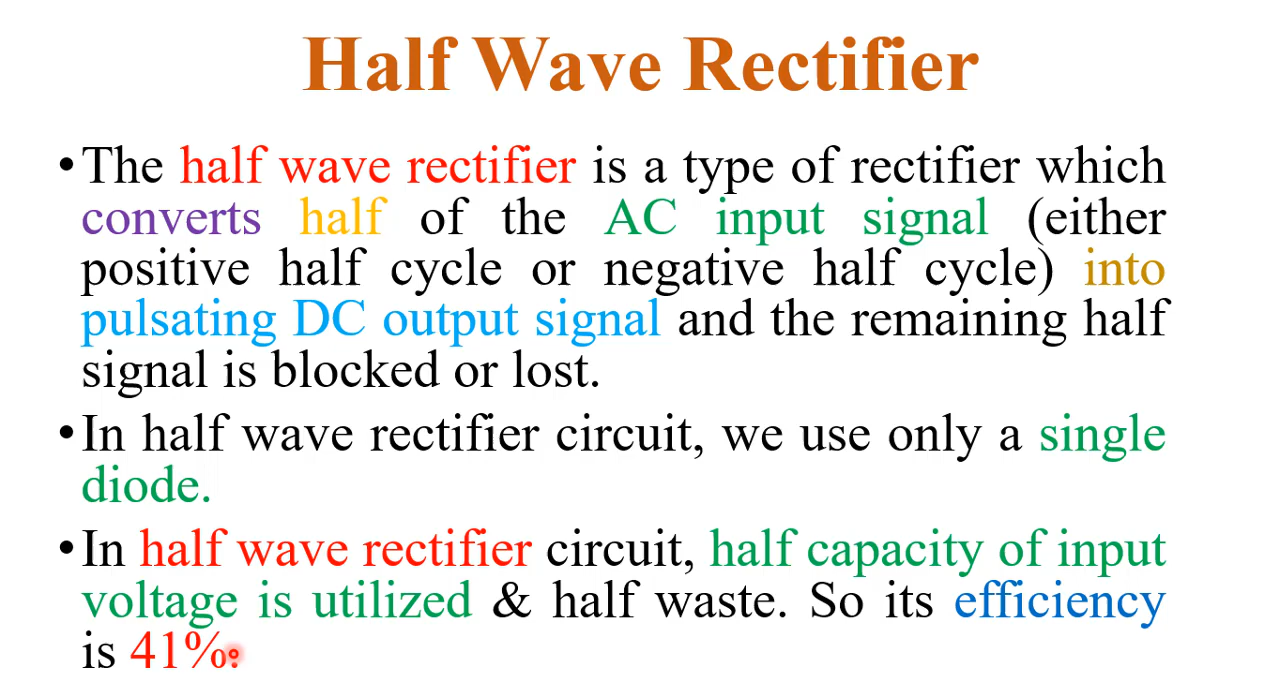 Half Wave Rectifier
•The half wave rectifier is a type of rectifier which
converts half of the AC input signal (either
positive half cycle or negative half cycle) into
pulsating DC output signal and the remaining half
signal is blocked or lost.
•In half wave rectifier circuit, we use only a single
diode.
•In half wave rectifier circuit, half capacity of input
voltage is utilized & half waste. So its efficiency
is 41%.